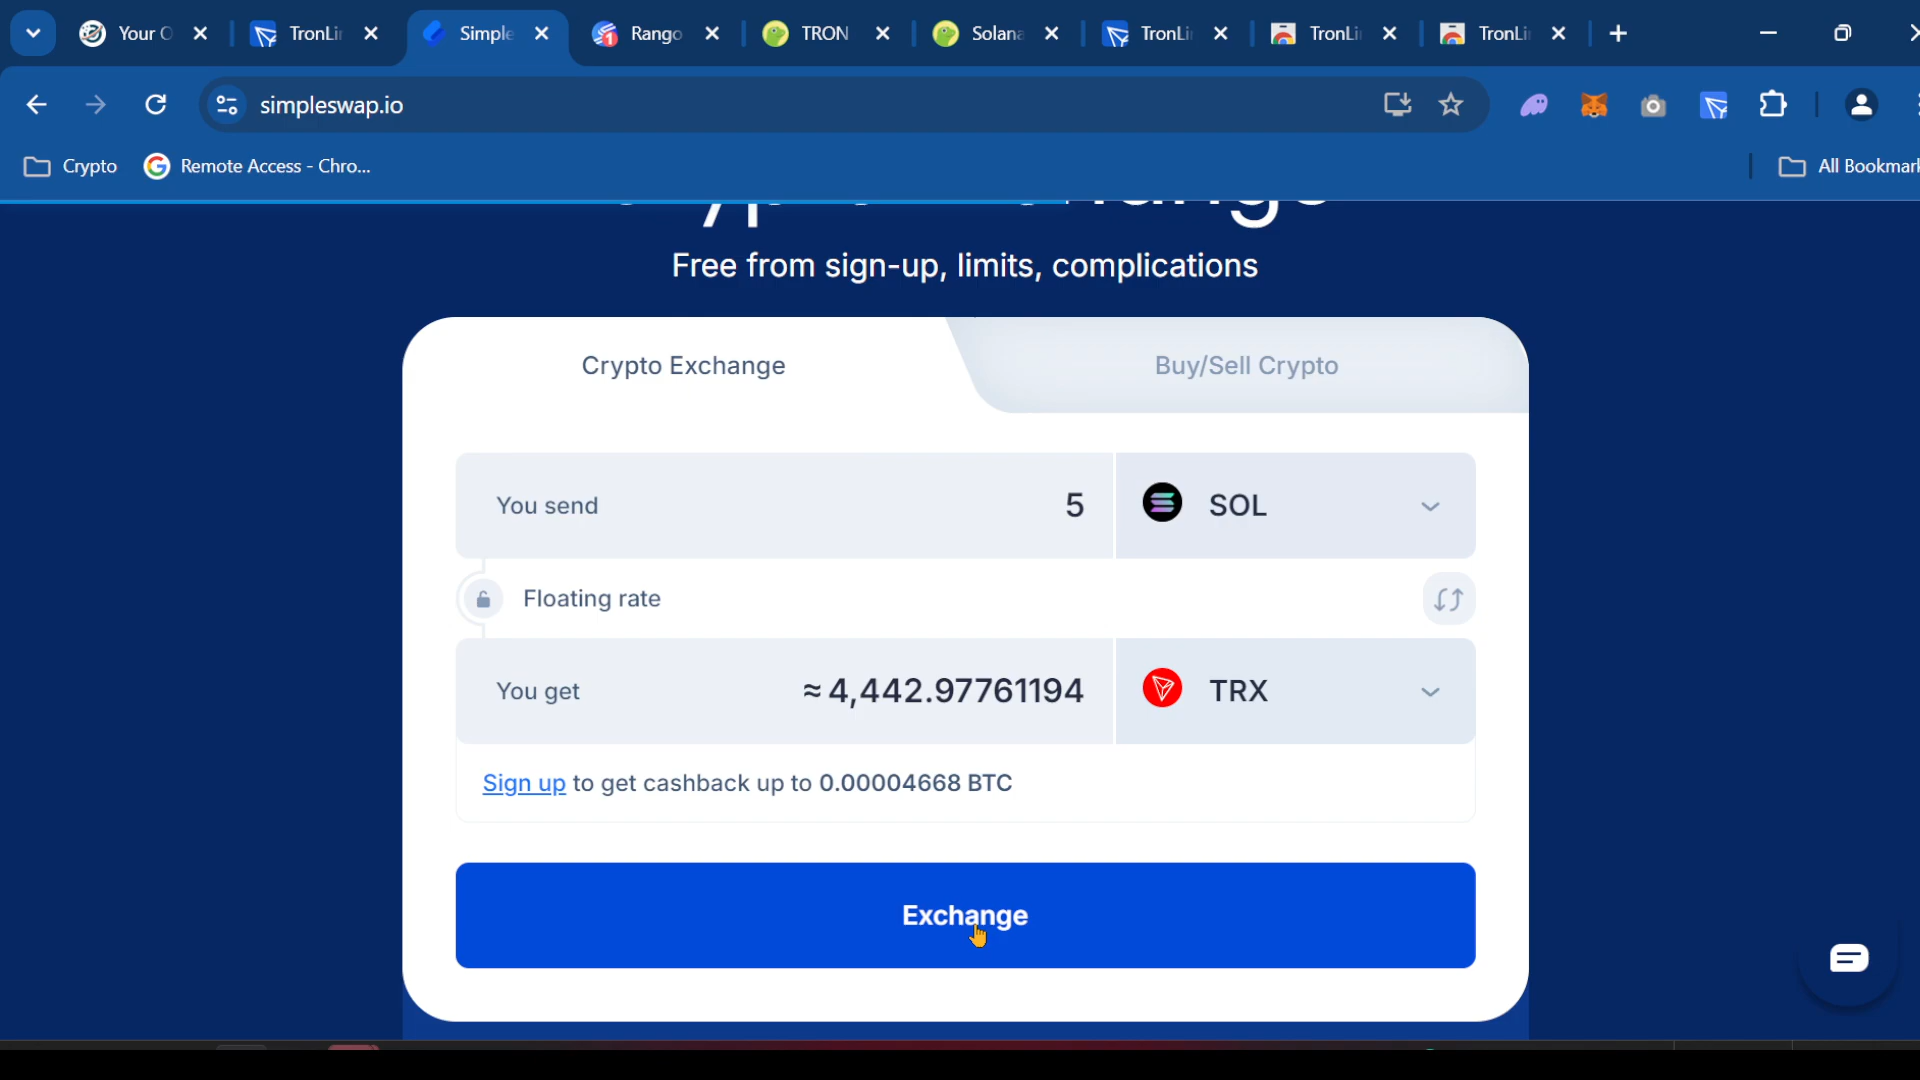 Your O
TronLi
Simple
Rango
TRON
Solana
TronLi
TronLi
TronLi
simpleswap.io
Crypto
Remote Access - Chro...
All Bookmark
Free from sign-up, limits, complications
Crypto Exchange
Buy/Sell Crypto
You send 5 SOL
Floating rate
You get ≈ 4,442.97761194 TRX
Sign up to get cashback up to 0.00004668 BTC
Exchange